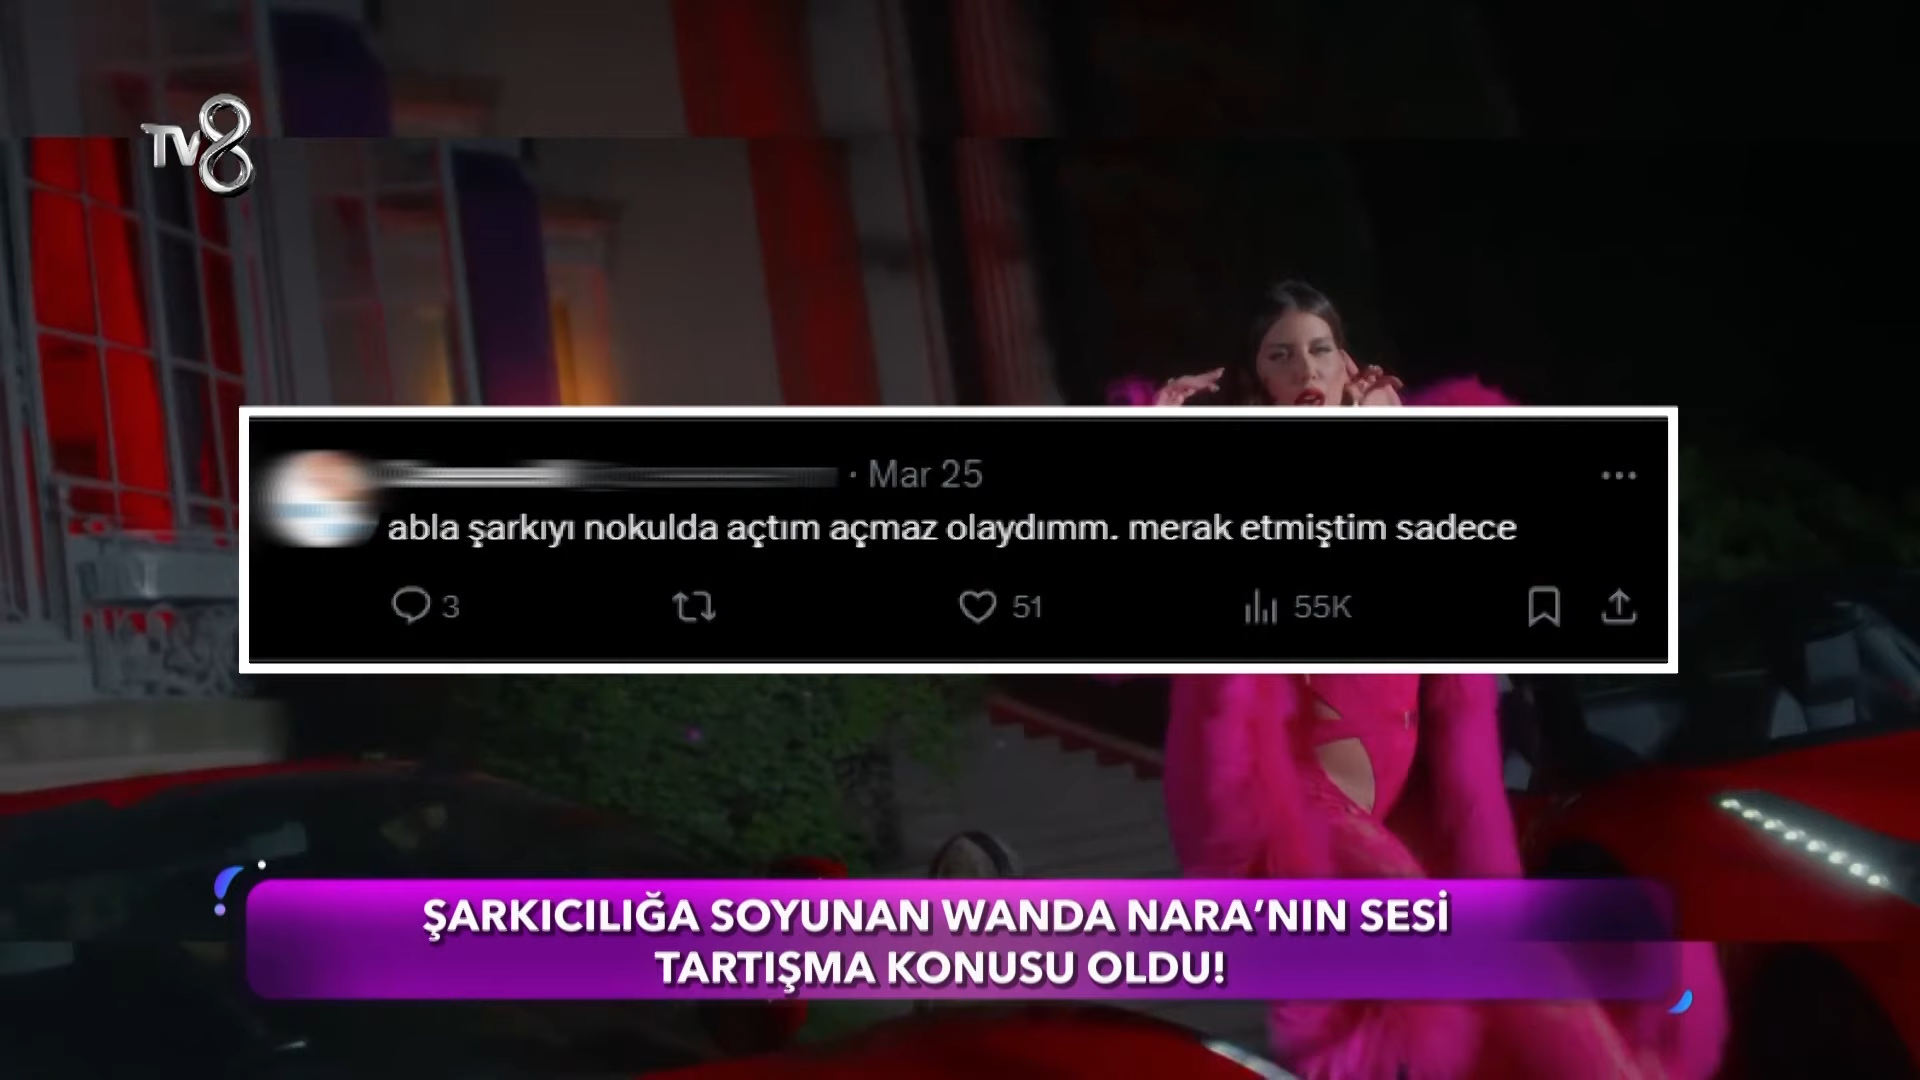 TV8
· Mar 25
abla şarkıyı nokulda açtım açmaz olaydımm. merak etmiştim sadece
3 51 55K
ŞARKICILIĞA SOYUNAN WANDA NARA’NIN SESİ
TARTIŞMA KONUSU OLDU!